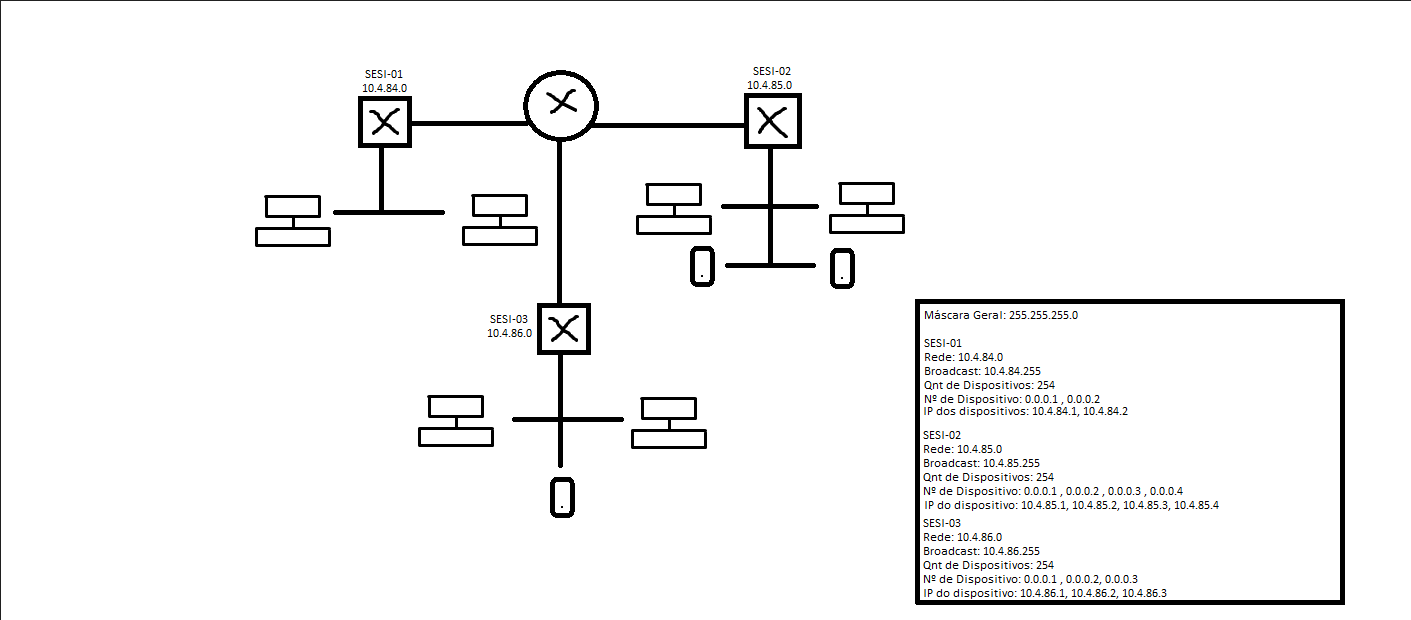 SESI-01
10.4.84.0
SESI-02
10.4.85.0
SESI-03
10.4.86.0
Máscara Geral: 255.255.255.0
SESI-01
Rede: 10.4.84.0
Broadcast: 10.4.84.255
Qnt de Dispositivos: 254
Nº de Dispositivo: 0.0.0.1 , 0.0.0.2
IP dos dispositivos: 10.4.84.1, 10.4.84.2
SESI-02
Rede: 10.4.85.0
Broadcast: 10.4.85.255
Qnt de Dispositivos: 254
Nº de Dispositivo: 0.0.0.1 , 0.0.0.2 , 0.0.0.3 , 0.0.0.4
IP do dispositivo: 10.4.85.1, 10.4.85.2, 10.4.85.3, 10.4.85.4
SESI-03
Rede: 10.4.86.0
Broadcast: 10.4.86.255
Qnt de Dispositivos: 254
Nº de Dispositivo: 0.0.0.1 , 0.0.0.2, 0.0.0.3
IP do dispositivo: 10.4.86.1, 10.4.86.2, 10.4.86.3